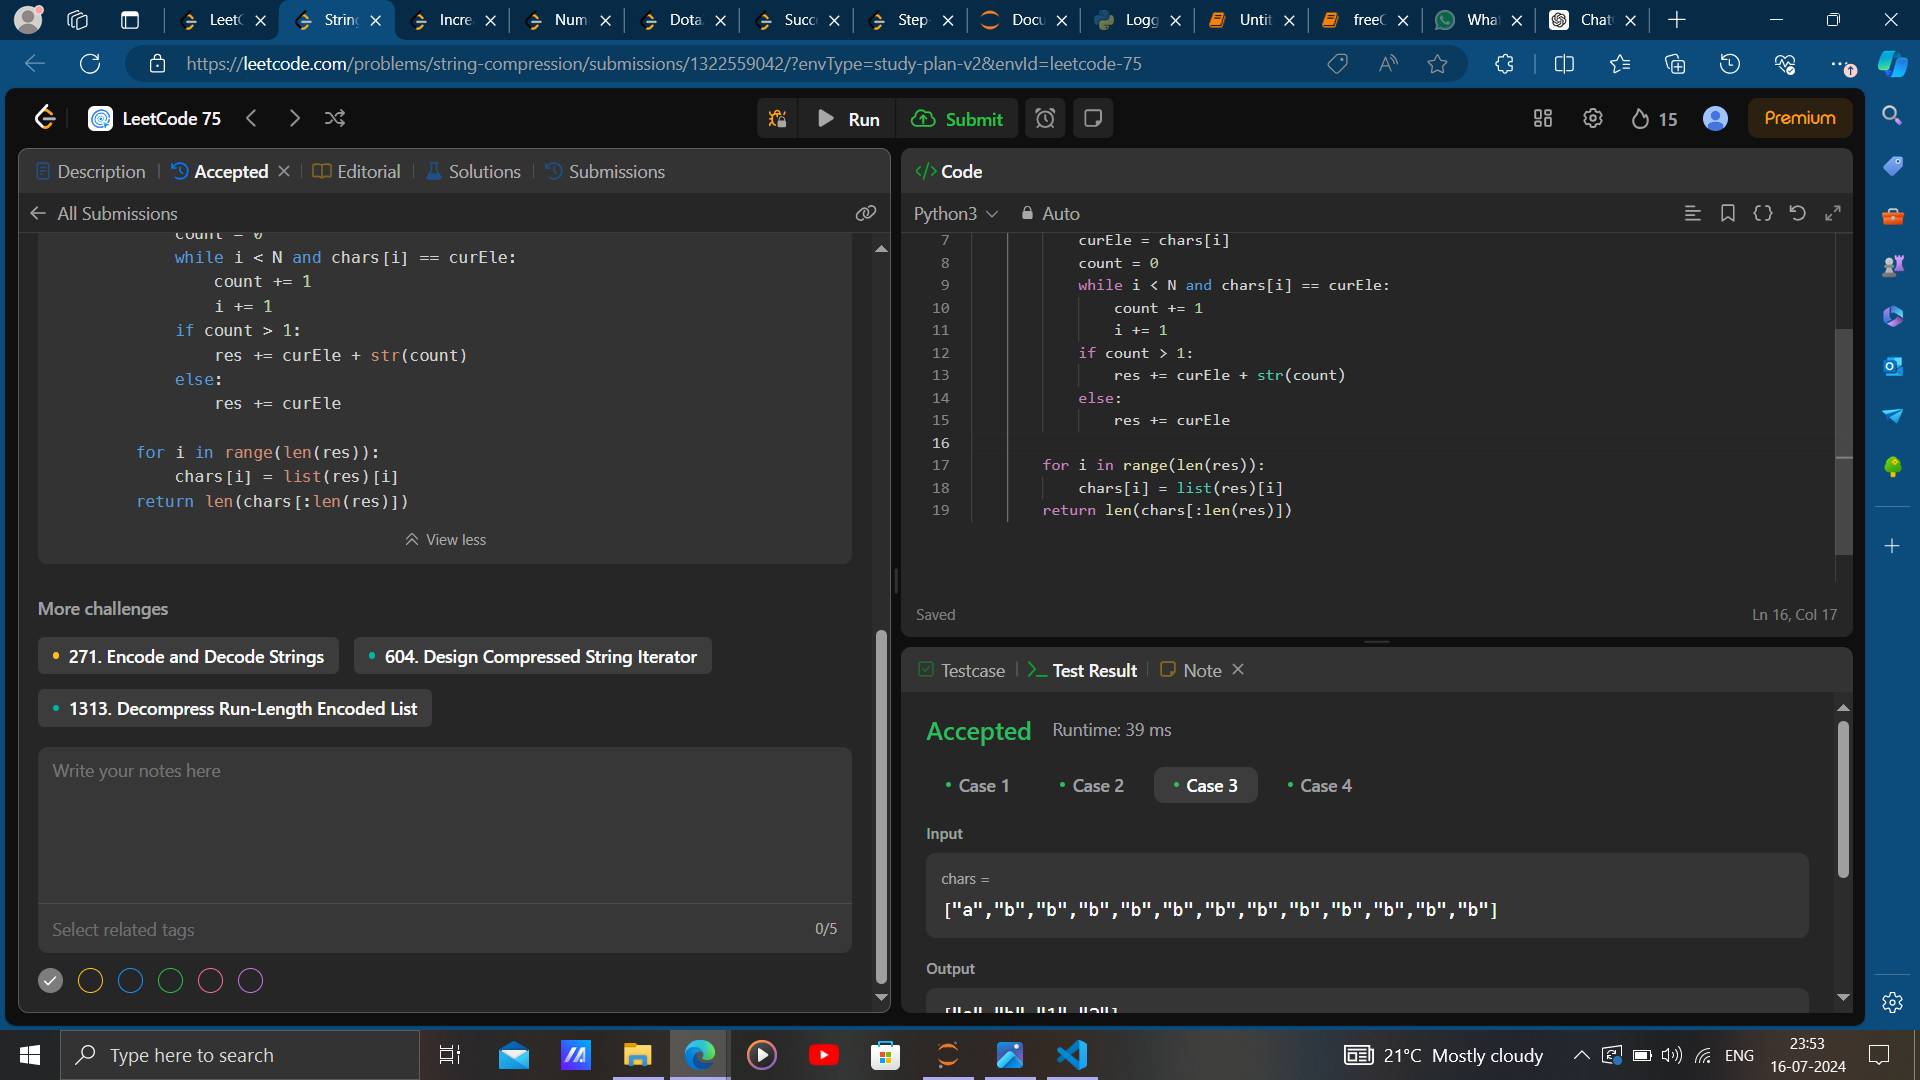 LeetC
String
Incre
Num
Dota
Succ
Step-
Docu
Logg
Untit
freeC
What
Chat
https://leetcode.com/problems/string-compression/submissions/1322559042/?envType=study-plan-v2&envId=leetcode-75
LeetCode 75
Run
Submit
15
Premium
Description
Accepted
Editorial
Solutions
Submissions
All Submissions
count = 0
while i < N and chars[i] == curEle:
count += 1
i += 1
if count > 1:
res += curEle + str(count)
else:
res += curEle
for i in range(len(res)):
chars[i] = list(res)[i]
return len(chars[:len(res)])
View less
More challenges
271. Encode and Decode Strings
604. Design Compressed String Iterator
1313. Decompress Run-Length Encoded List
Write your notes here
Select related tags
0/5
</> Code
Python3
Auto
7 curEle = chars[i]
8 count = 0
9 while i < N and chars[i] == curEle:
10 count += 1
11 i += 1
12 if count > 1:
13 res += curEle + str(count)
14 else:
15 res += curEle
16
17 for i in range(len(res)):
18 chars[i] = list(res)[i]
19 return len(chars[:len(res)])
Saved
Ln 16, Col 17
Testcase
Test Result
Note
Accepted
Runtime: 39 ms
Case 1
Case 2
Case 3
Case 4
Input
chars =
["a","b","b","b","b","b","b","b","b","b","b","b","b"]
Output
["a","b","1","2"]
Type here to search
21°C Mostly cloudy
ENG
23:53
16-07-2024